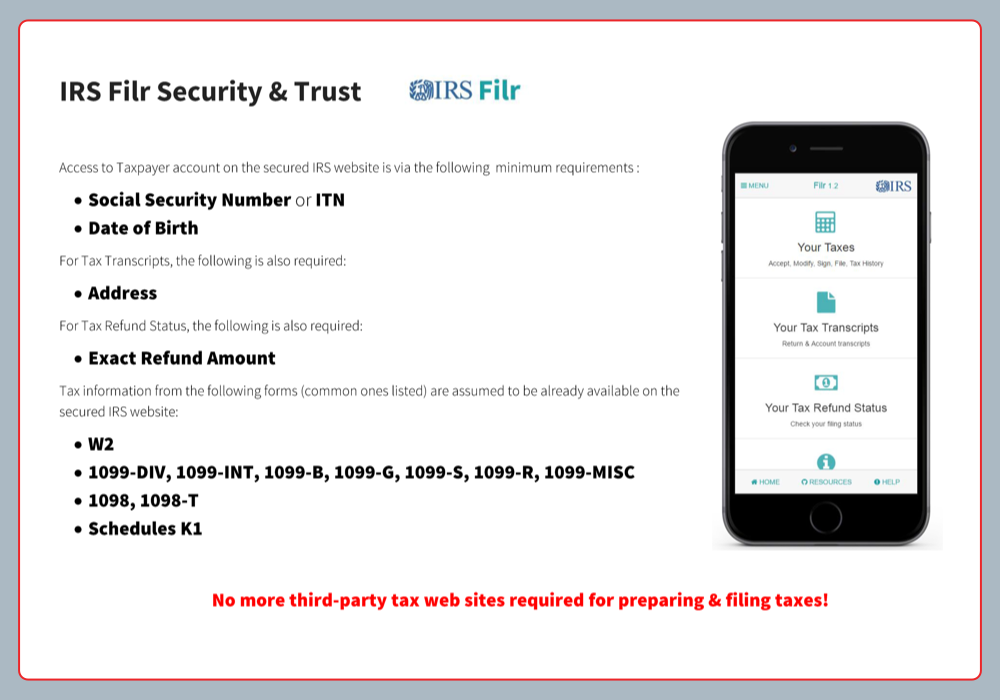 IRS Filr Security & Trust
IRS Filr
Access to Taxpayer account on the secured IRS website is via the following minimum requirements :
• Social Security Number or ITN
• Date of Birth
For Tax Transcripts, the following is also required:
• Address
For Tax Refund Status, the following is also required:
• Exact Refund Amount
Tax information from the following forms (common ones listed) are assumed to be already available on the
secured IRS website:
• W2
• 1099-DIV, 1099-INT, 1099-B, 1099-G, 1099-S, 1099-R, 1099-MISC
• 1098, 1098-T
• Schedules K1
MENU Filr 1.2 IRS
Your Taxes
Accept, Modify, Sign, File, Tax History
Your Tax Transcripts
Return & Account transcripts
Your Tax Refund Status
Check your filing status
HOME RESOURCES HELP
No more third-party tax web sites required for preparing & filing taxes!